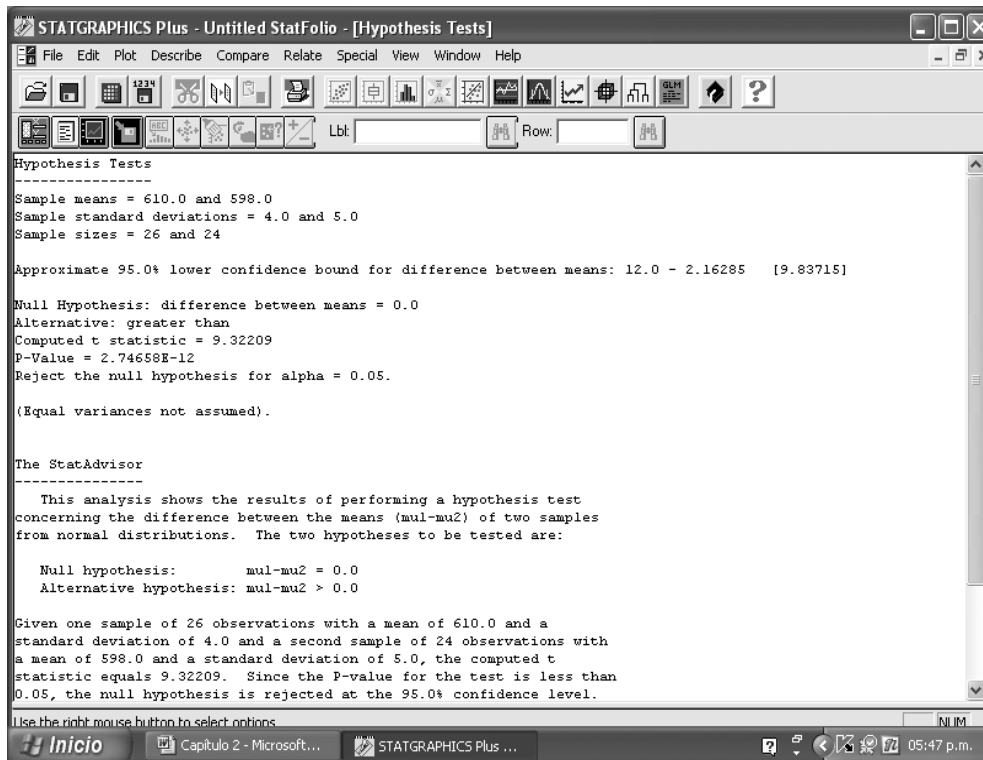 STATGRAPHICS Plus - Untitled StatFolio - [Hypothesis Tests]
File Edit Plot Describe Compare Relate Special View Window Help
1234
GLM
ABC
Lbl: Row:
Hypothesis Tests
----------------
Sample means = 610.0 and 598.0
Sample standard deviations = 4.0 and 5.0
Sample sizes = 26 and 24
Approximate 95.0% lower confidence bound for difference between means: 12.0 - 2.16285 [9.83715]
Null Hypothesis: difference between means = 0.0
Alternative: greater than
Computed t statistic = 9.32209
P-Value = 2.74658E-12
Reject the null hypothesis for alpha = 0.05.
(Equal variances not assumed).
The StatAdvisor
---------------
This analysis shows the results of performing a hypothesis test
concerning the difference between the means (mu1-mu2) of two samples
from normal distributions. The two hypotheses to be tested are:
Null hypothesis: mu1-mu2 = 0.0
Alternative hypothesis: mu1-mu2 > 0.0
Given one sample of 26 observations with a mean of 610.0 and a
standard deviation of 4.0 and a second sample of 24 observations with
a mean of 598.0 and a standard deviation of 5.0, the computed t
statistic equals 9.32209. Since the P-value for the test is less than
0.05, the null hypothesis is rejected at the 95.0% confidence level.
Use the right mouse button to select options NUM
Inicio Capítulo 2 - Microsoft... STATGRAPHICS Plus ... 05:47 p.m.